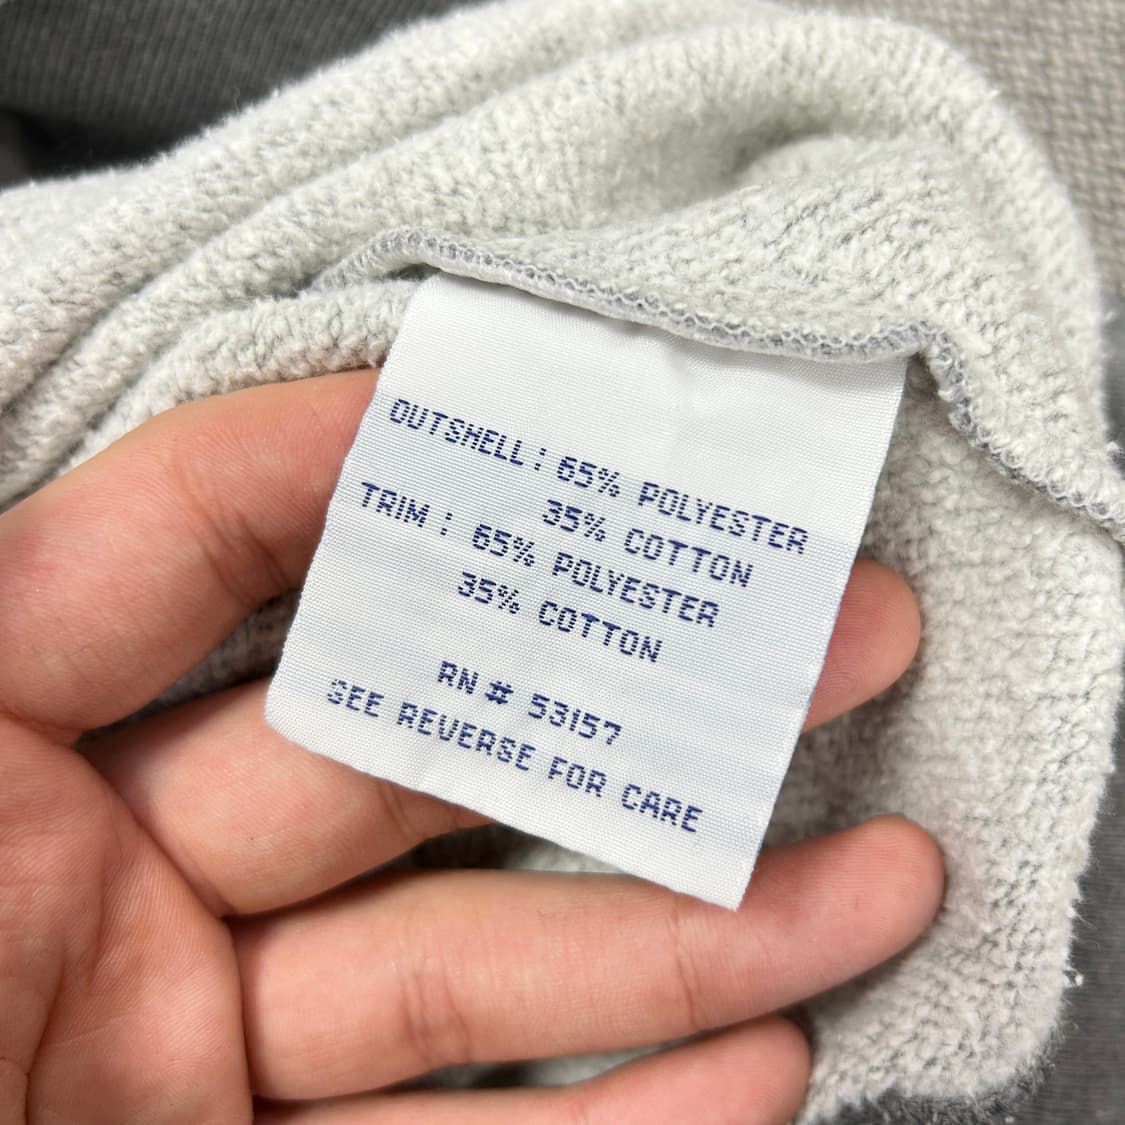 OUTSHELL: 65% POLYESTER
35% COTTON
TRIM: 65% POLYESTER
35% COTTON
RN # 53157
SEE REVERSE FOR CARE